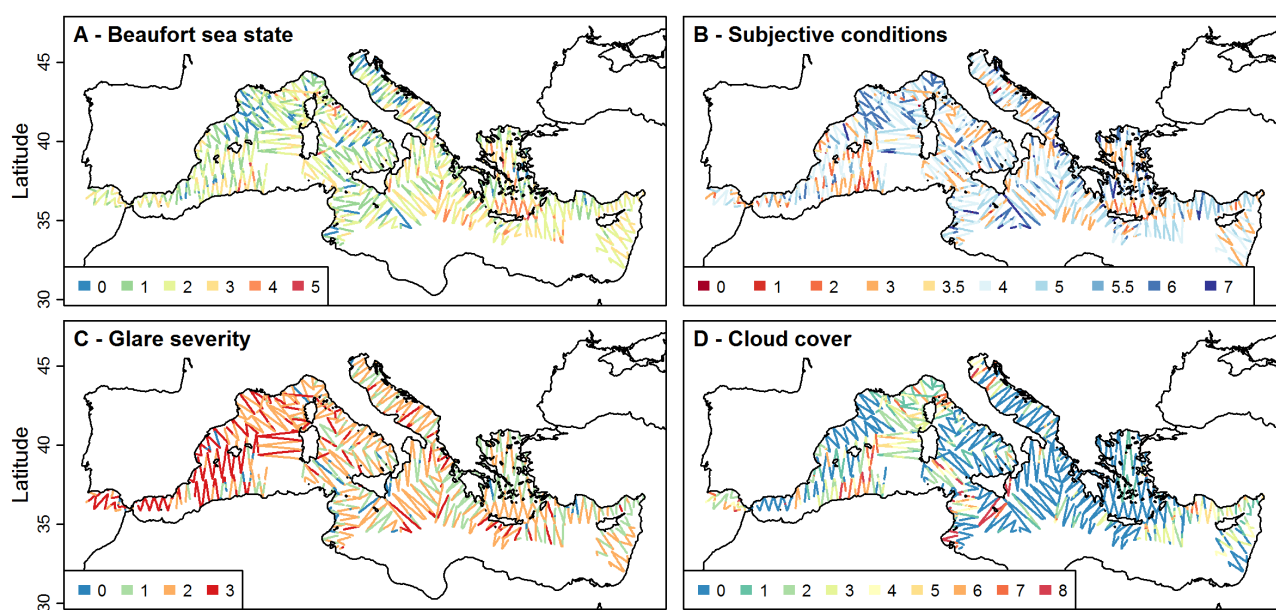 A - Beaufort sea state
B - Subjective conditions
45
40
35
30
Latitude
0 1 2 3 4 5
0 1 2 3 3.5 4 5 5.5 6 7
C - Glare severity
D - Cloud cover
45
40
35
30
Latitude
0 1 2 3
0 1 2 3 4 5 6 7 8